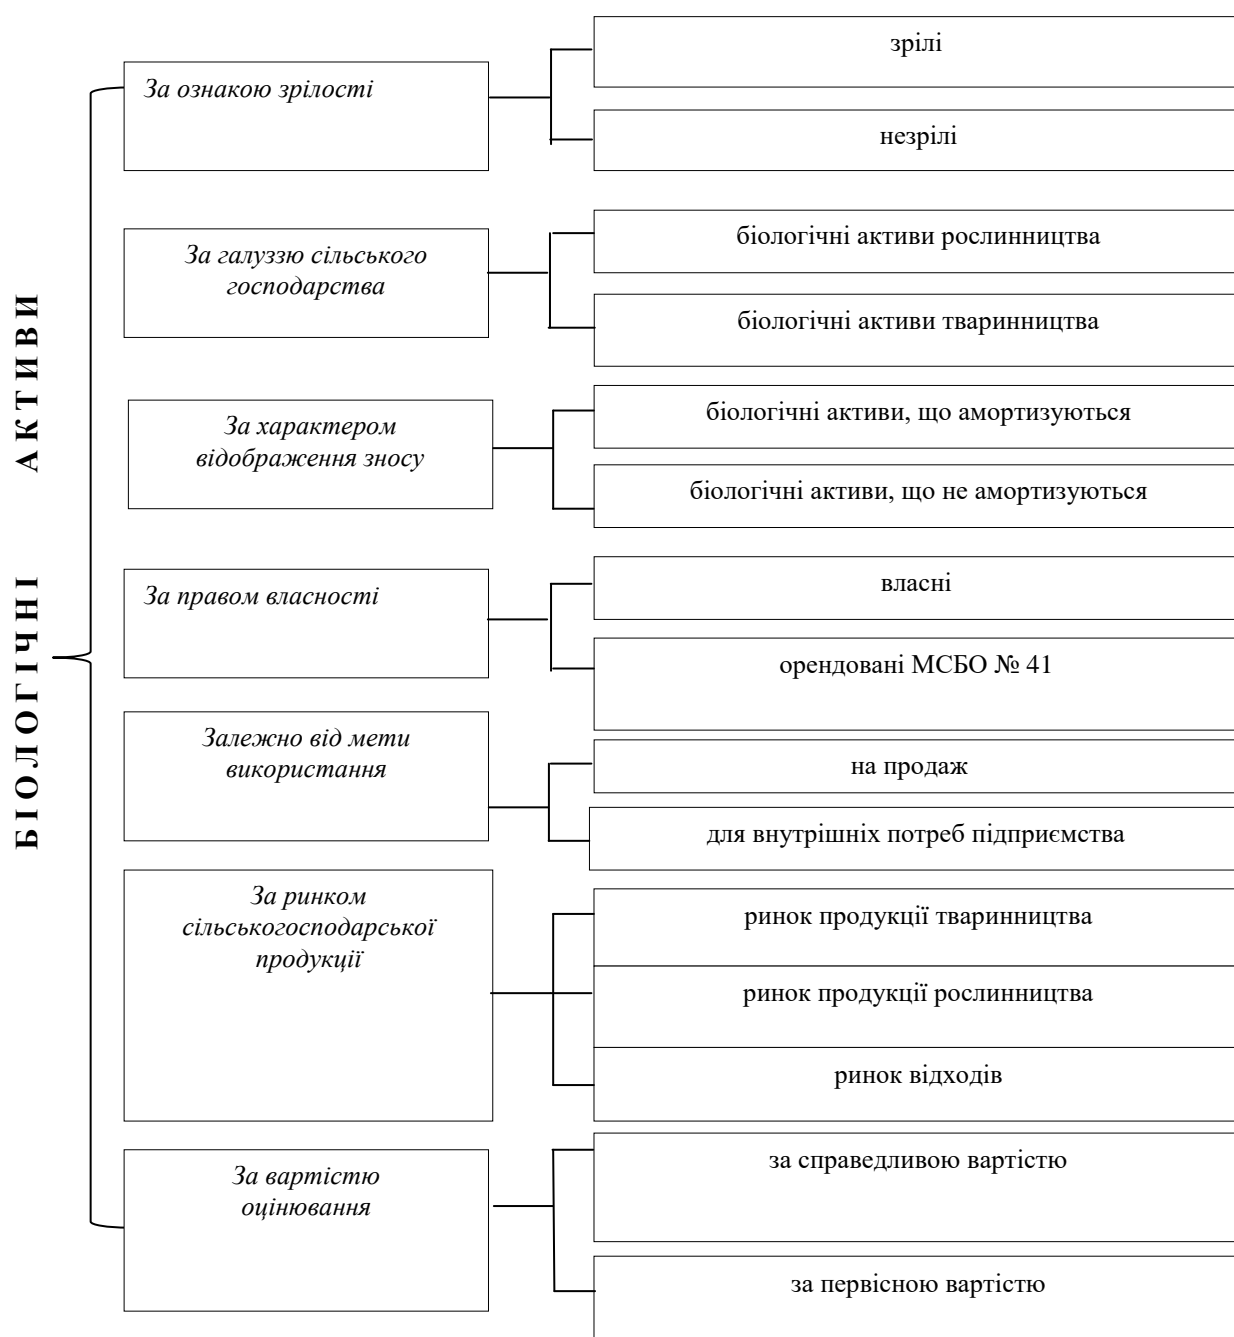 БІОЛОГІЧНІ АКТИВИ
За ознакою зрілості
зрілі
незрілі
За галуззю сільського
господарства
біологічні активи рослинництва
біологічні активи тваринництва
За характером
відображення зносу
біологічні активи, що амортизуються
біологічні активи, що не амортизуються
За правом власності
власні
орендовані МСБО № 41
Залежно від мети
використання
на продаж
для внутрішніх потреб підприємства
За ринком
сільськогосподарської
продукції
ринок продукції тваринництва
ринок продукції рослинництва
ринок відходів
За вартістю
оцінювання
за справедливою вартістю
за первісною вартістю